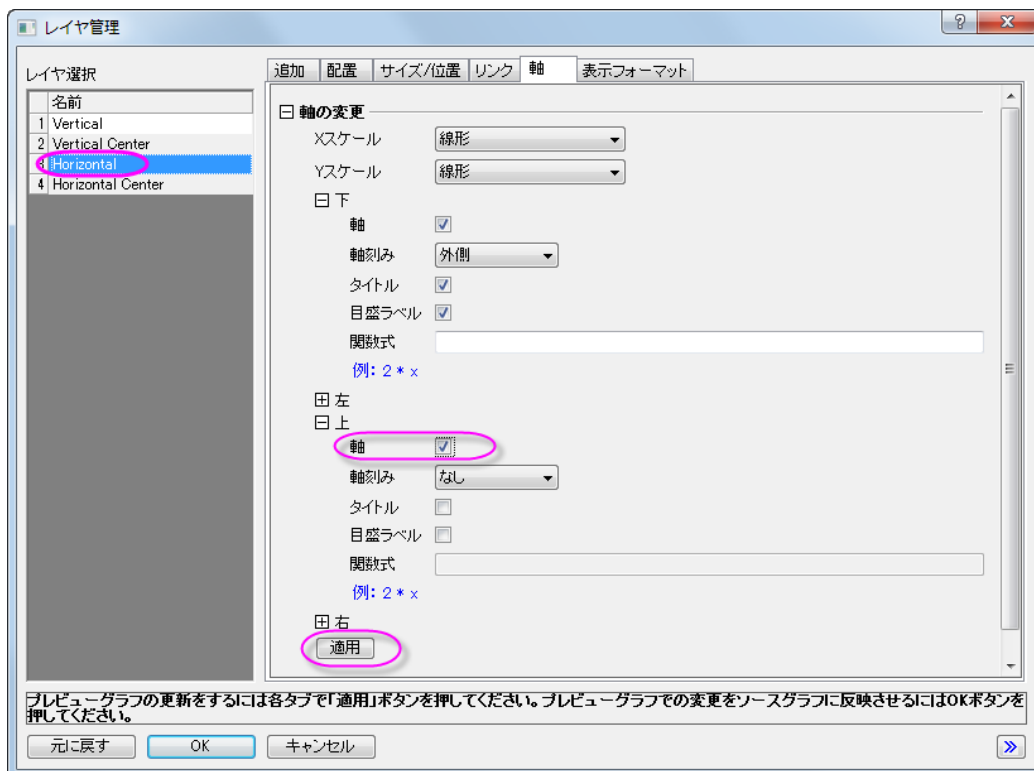 レイヤ管理
レイヤ選択
名前
1 Vertical
2 Vertical Center
3 Horizontal
4 Horizontal Center
追加 配置 サイズ/位置 リンク 軸 表示フォーマット
軸の変更
Xスケール 線形
Yスケール 線形
下
軸
軸刻み 外側
タイトル
目盛ラベル
関数式
例: 2 * x
左
上
軸
軸刻み なし
タイトル
目盛ラベル
関数式
例: 2 * x
右
適用
プレビューグラフの更新をするには各タブで「適用」ボタンを押してください。プレビューグラフでの変更をソースグラフに反映させるにはOKボタンを
押してください。
元に戻す OK キャンセル